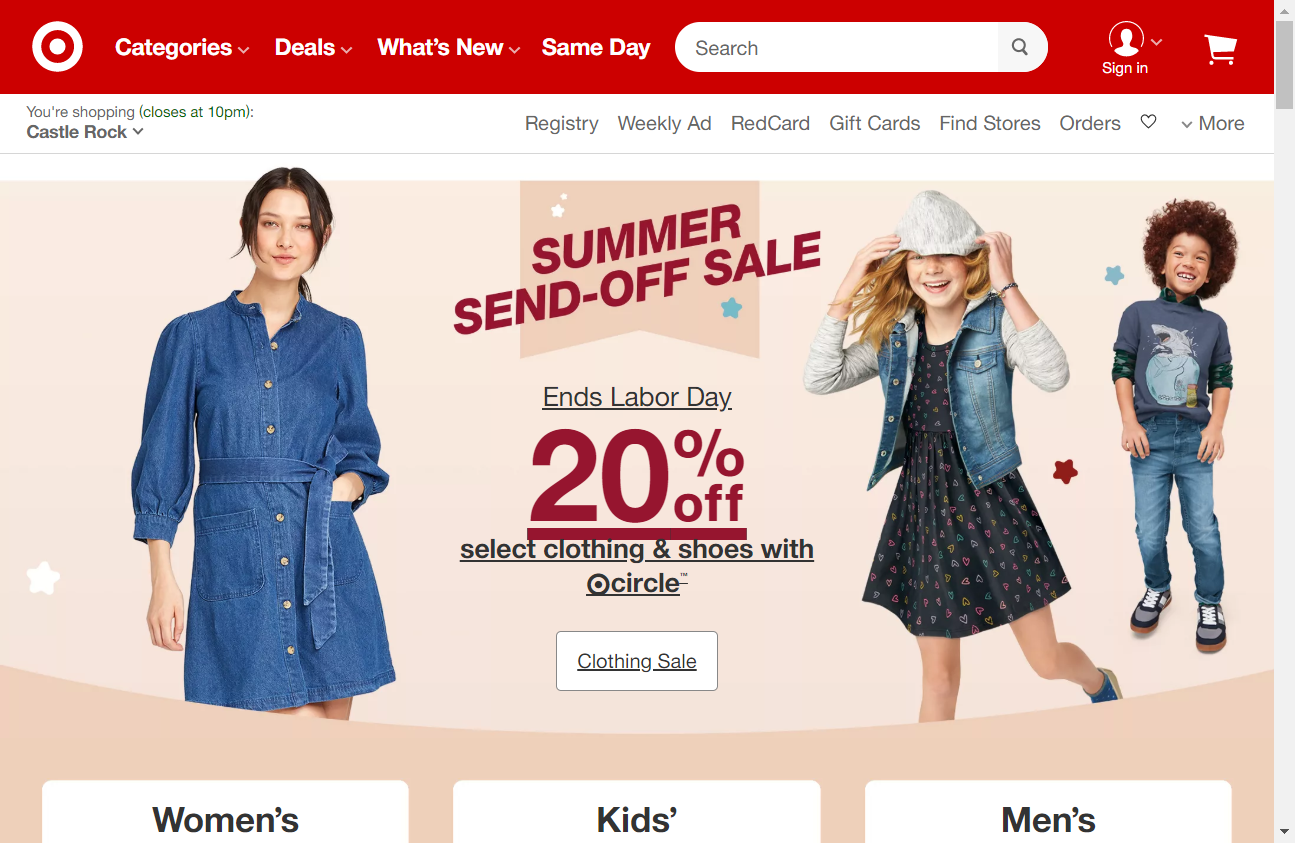 Categories Deals What's New Same Day Search
Sign in
You're shopping (closes at 10pm):
Castle Rock
Registry Weekly Ad RedCard Gift Cards Find Stores Orders More
SUMMER
SEND-OFF SALE
Ends Labor Day
20% off
select clothing & shoes with
circle™
Clothing Sale
Women's Kids' Men's